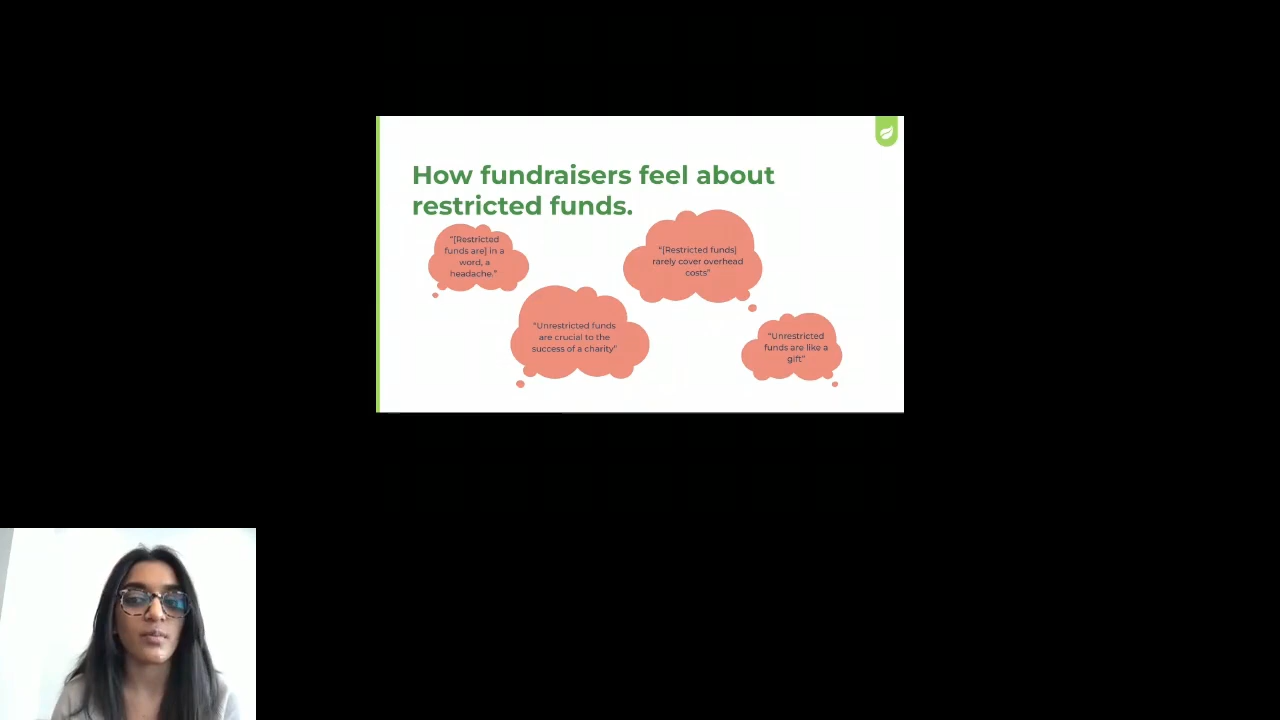 How fundraisers feel about
restricted funds.
"[Restricted
funds are] in a
word, a
headache."
"[Restricted funds]
rarely cover overhead
costs"
"Unrestricted funds
are crucial to the
success of a charity"
"Unrestricted
funds are like a
gift"